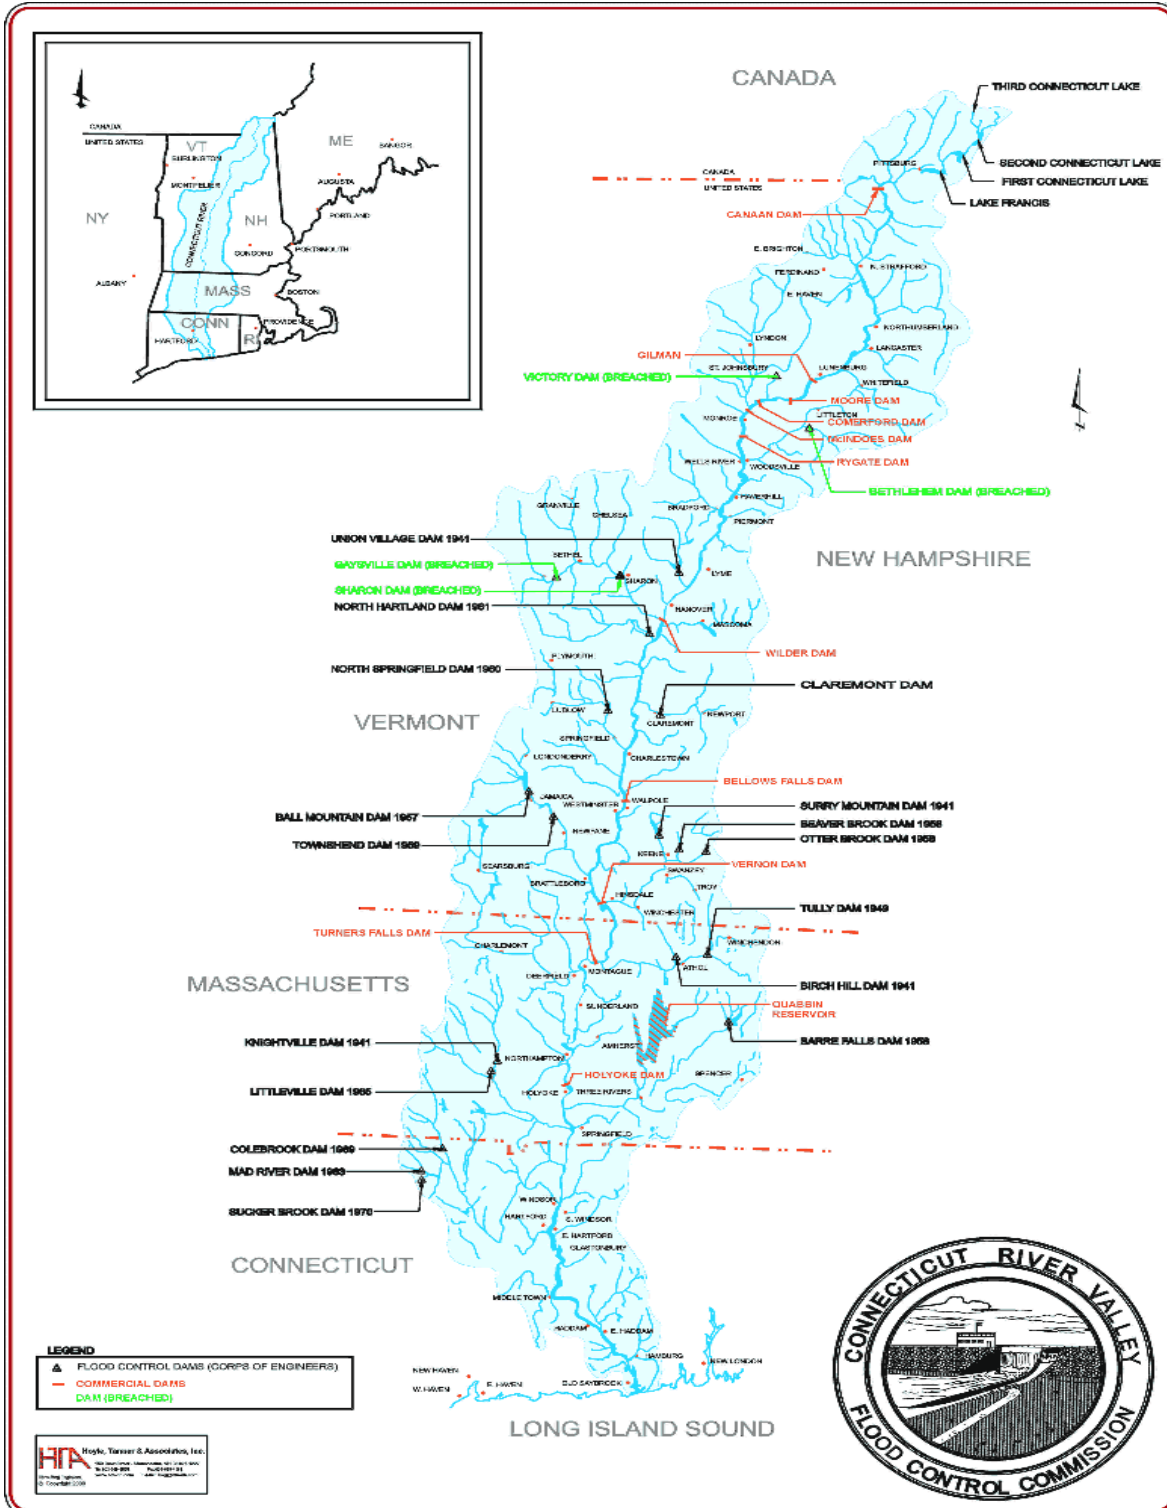 CANADA
THIRD CONNECTICUT LAKE
SECOND CONNECTICUT LAKE
FIRST CONNECTICUT LAKE
LAKE FRANCIS
PITTSBURG
CANADA
UNITED STATES
CANAAN DAM
E. BRIGHTON
FERDINAND
N. STRAFFORD
E. HAVEN
NORTHUMBERLAND
LANCASTER
LYNDON
GILMAN
ST. JOHNSBURY
LUNENBURG
VICTORY DAM (BREACHED)
WHITEFIELD
MOORE DAM
LITTLETON
MONROE
COMERFORD DAM
McINDOES DAM
WELLS RIVER
WOODSVILLE
RYGATE DAM
BETHLEHEM DAM (BREACHED)
HAVERHILL
BRADFORD
PIERMONT
GRANVILLE
CHELSEA
UNION VILLAGE DAM 1941
BETHEL
NEW HAMPSHIRE
GAYSVILLE DAM (BREACHED)
LYME
SHARON
SHARON DAM (BREACHED)
NORTH HARTLAND DAM 1961
HANOVER
MASCOMA
WILDER DAM
PLYMOUTH
NORTH SPRINGFIELD DAM 1960
CLAREMONT DAM
LUDLOW
NEWPORT
CLAREMONT
VERMONT
SPRINGFIELD
LONDONDERRY
CHARLESTOWN
BELLOWS FALLS DAM
JAMAICA
WESTMINSTER
WALPOLE
SURRY MOUNTAIN DAM 1941
BALL MOUNTAIN DAM 1957
BEAVER BROOK DAM 1958
NEWFANE
OTTER BROOK DAM 1958
TOWNSHEND DAM 1959
KEENE
SEARSBURG
VERNON DAM
SWANZEY
BRATTLEBORO
TROY
HINSDALE
WINCHESTER
TULLY DAM 1949
TURNERS FALLS DAM
WINCHENDON
CHARLEMONT
MONTAGUE
ATHOL
DEERFIELD
MASSACHUSETTS
BIRCH HILL DAM 1941
QUABBIN
RESERVOIR
SUNDERLAND
BARRE FALLS DAM 1958
KNIGHTVILLE DAM 1941
AMHERST
NORTHAMPTON
HOLYOKE DAM
SPENCER
LITTLEVILLE DAM 1965
HOLYOKE
THREE RIVERS
SPRINGFIELD
COLEBROOK DAM 1969
MAD RIVER DAM 1963
SUCKER BROOK DAM 1970
WINDSOR
HARTFORD
S. WINDSOR
E. HARTFORD
GLASTONBURY
CONNECTICUT
MIDDLETOWN
HADDAM
E. HADDAM
HAMBURG
NEW HAVEN
NEW LONDON
W. HAVEN
E. HAVEN
OLD SAYBROOK
LONG ISLAND SOUND
CANADA
UNITED STATES
VT
ME
BANGOR
BURLINGTON
MONTPELIER
AUGUSTA
PORTLAND
NY
NH
CONNECTICUT RIVER
CONCORD
PORTSMOUTH
ALBANY
MASS
BOSTON
CONN
PROVIDENCE
HARTFORD
RI
LEGEND
FLOOD CONTROL DAMS (CORPS OF ENGINEERS)
COMMERCIAL DAMS
DAM (BREACHED)
HTA
Hoyle, Tanner & Associates, Inc.
CONNECTICUT RIVER VALLEY
FLOOD CONTROL COMMISSION